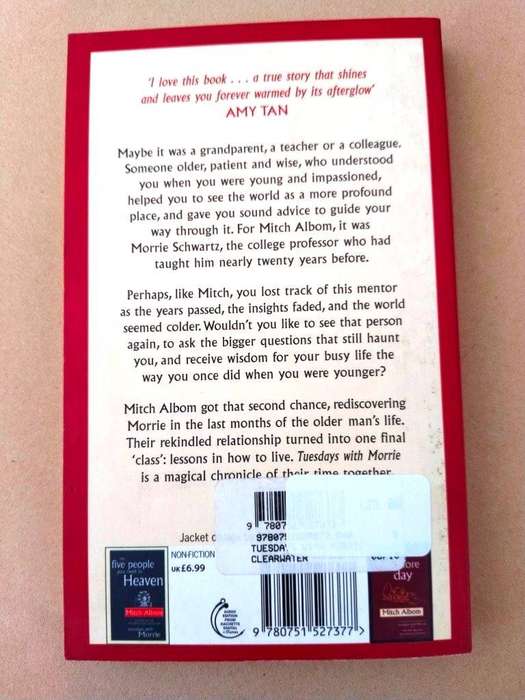 'I love this book . . . a true story that shines
and leaves you forever warmed by its afterglow'
AMY TAN
Maybe it was a grandparent, a teacher or a colleague.
Someone older, patient and wise, who understood
you when you were young and impassioned,
helped you to see the world as a more profound
place, and gave you sound advice to guide your
way through it. For Mitch Albom, it was
Morrie Schwartz, the college professor who had
taught him nearly twenty years before.
Perhaps, like Mitch, you lost track of this mentor
as the years passed, the insights faded, and the world
seemed colder. Wouldn't you like to see that person
again, to ask the bigger questions that still haunt
you, and receive wisdom for your busy life the
way you once did when you were younger?
Mitch Albom got that second chance, rediscovering
Morrie in the last months of the older man's life.
Their rekindled relationship turned into one final
'class': lessons in how to live. Tuesdays with Morrie
is a magical chronicle of their time together.
9 7807
Jacket
TUESDA
CLEARWATER
NON-FICTION
UK £6.99
five people
Heaven
Mitch Albom
Morrie
day
Mitch Albom
9 780751 527377 >